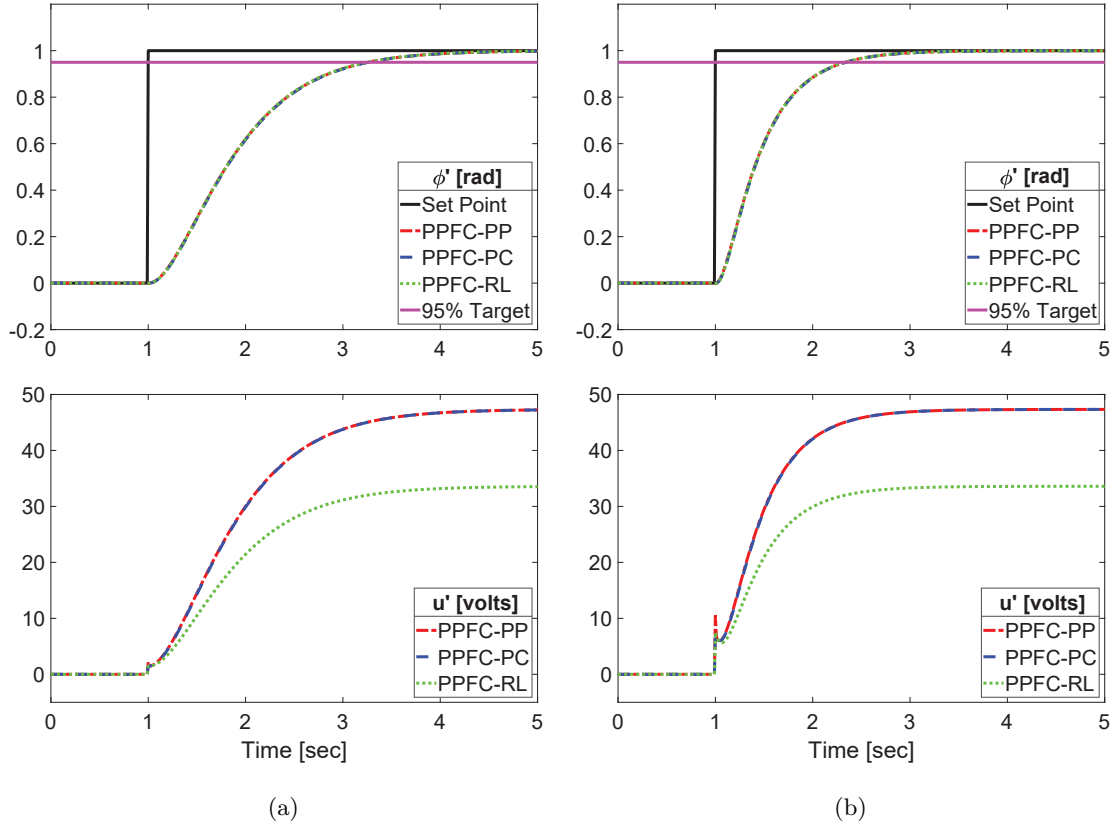 1
0.8
0.6
0.4
0.2
0
-0.2
0 1 2 3 4 5
ϕ' [rad]
Set Point
PPFC-PP
PPFC-PC
PPFC-RL
95% Target
50
40
30
20
10
0
0 1 2 3 4 5
u' [volts]
PPFC-PP
PPFC-PC
PPFC-RL
Time [sec]
(a)
1
0.8
0.6
0.4
0.2
0
-0.2
0 1 2 3 4 5
ϕ' [rad]
Set Point
PPFC-PP
PPFC-PC
PPFC-RL
95% Target
50
40
30
20
10
0
0 1 2 3 4 5
u' [volts]
PPFC-PP
PPFC-PC
PPFC-RL
Time [sec]
(b)